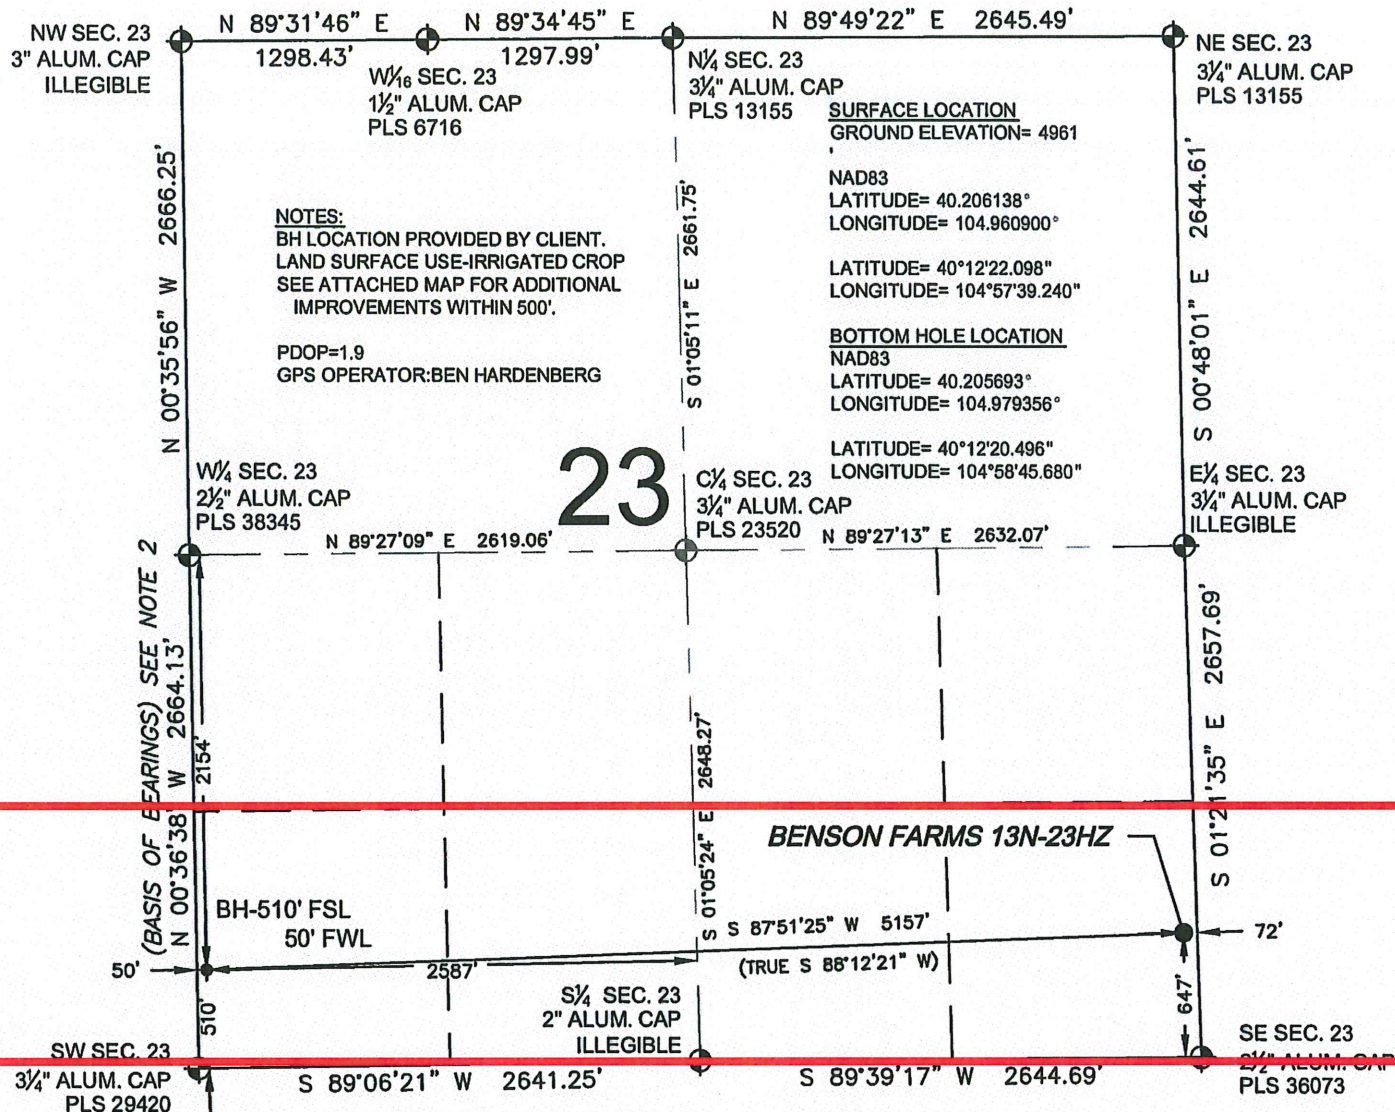 N 89°31'46" E
N 89°34'45" E
N 89°49'22" E 2645.49'
1298.43'
1297.99'
NW SEC. 23
3" ALUM. CAP
ILLEGIBLE
W1/16 SEC. 23
1½" ALUM. CAP
PLS 6716
N¼ SEC. 23
3¼" ALUM. CAP
PLS 13155
NE SEC. 23
3¼" ALUM. CAP
PLS 13155
SURFACE LOCATION
GROUND ELEVATION= 4961
'
NAD83
LATITUDE= 40.206138°
LONGITUDE= 104.960900°
LATITUDE= 40°12'22.098"
LONGITUDE= 104°57'39.240"
BOTTOM HOLE LOCATION
NAD83
LATITUDE= 40.205693°
LONGITUDE= 104.979356°
LATITUDE= 40°12'20.496"
LONGITUDE= 104°58'45.680"
NOTES:
BH LOCATION PROVIDED BY CLIENT.
LAND SURFACE USE-IRRIGATED CROP
SEE ATTACHED MAP FOR ADDITIONAL
IMPROVEMENTS WITHIN 500'.
PDOP=1.9
GPS OPERATOR:BEN HARDENBERG
N 00°35'56" W 2666.25'
S 01°05'11" E 2661.75'
S 00°48'01" E 2644.61'
23
W¼ SEC. 23
2½" ALUM. CAP
PLS 38345
C¼ SEC. 23
3¼" ALUM. CAP
PLS 23520
E¼ SEC. 23
3¼" ALUM. CAP
ILLEGIBLE
N 89°27'09" E 2619.06'
N 89°27'13" E 2632.07'
(BASIS OF BEARINGS) SEE NOTE 2
N 00°36'38" W 2664.13'
2154'
S 01°05'24" E 2648.27'
S 01°21'35" E 2657.69'
BENSON FARMS 13N-23HZ
BH-510' FSL
50' FWL
S 87°51'25" W 5157'
(TRUE S 88°12'21" W)
72'
50'
2587'
510'
647'
S¼ SEC. 23
2" ALUM. CAP
ILLEGIBLE
SW SEC. 23
3¼" ALUM. CAP
PLS 29420
SE SEC. 23
2½" ALUM. CAP
PLS 36073
S 89°06'21" W 2641.25'
S 89°39'17" W 2644.69'